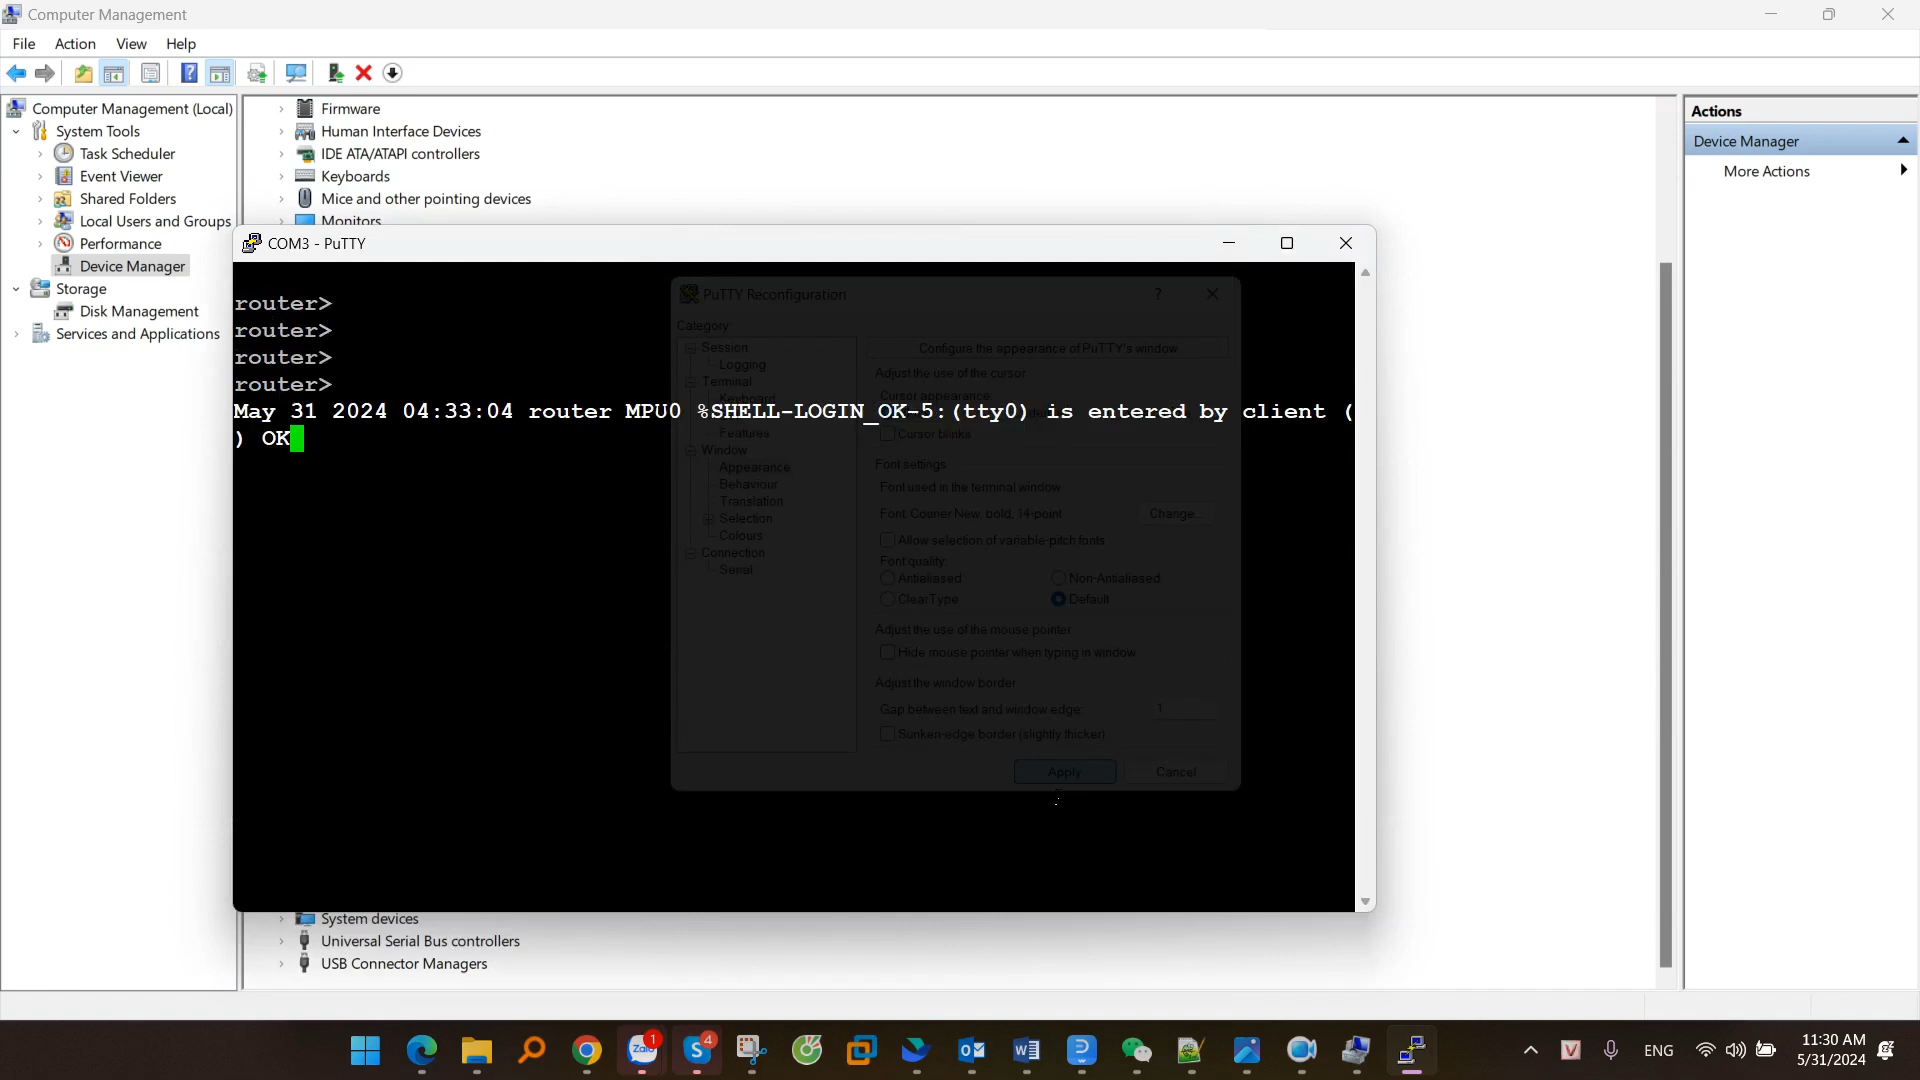 Computer Management
File Action View Help
Computer Management (Local)
System Tools
Task Scheduler
Event Viewer
Shared Folders
Local Users and Groups
Performance
Device Manager
Storage
Disk Management
Services and Applications
Firmware
Human Interface Devices
IDE ATA/ATAPI controllers
Keyboards
Mice and other pointing devices
Monitors
Actions
Device Manager
More Actions
COM3 - PuTTY
router>
router>
router>
router>
May 31 2024 04:33:04 router MPU0 %SHELL-LOGIN_OK-5:(tty0) is entered by client (
) OK
PuTTY Reconfiguration
?
Category:
Session
Logging
Terminal
Keyboard
Features
Window
Appearance
Behaviour
Translation
Selection
Colours
Connection
Serial
Configure the appearance of PuTTY's window
Adjust the use of the cursor
Cursor appearance:
Cursor blinks
Font settings
Font used in the terminal window
Font: Courier New, bold, 14-point
Change...
Allow selection of variable-pitch fonts
Font quality:
Antialiased
Non-Antialiased
ClearType
Default
Adjust the use of the mouse pointer
Hide mouse pointer when typing in window
Adjust the window border
Gap between text and window edge:
1
Sunken-edge border (slightly thicker)
Apply
Cancel
System devices
Universal Serial Bus controllers
USB Connector Managers
Zalo
1
4
V
ENG
11:30 AM
5/31/2024